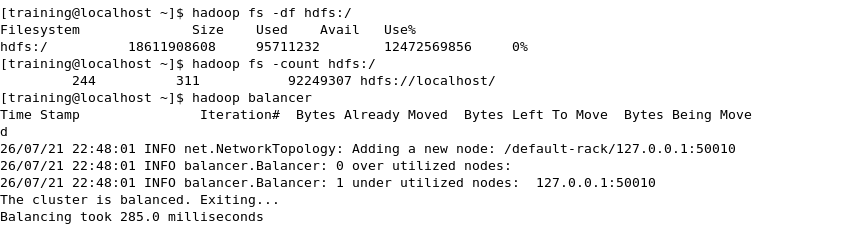 [training@localhost ~]$ hadoop fs -df hdfs:/
Filesystem              Size    Used    Avail   Use%
hdfs:/          18611908608     95711232        12472569856     0%
[training@localhost ~]$ hadoop fs -count hdfs:/
         244          311           92249307 hdfs://localhost/
[training@localhost ~]$ hadoop balancer
Time Stamp               Iteration#  Bytes Already Moved  Bytes Left To Move  Bytes Being Move
d
26/07/21 22:48:01 INFO net.NetworkTopology: Adding a new node: /default-rack/127.0.0.1:50010
26/07/21 22:48:01 INFO balancer.Balancer: 0 over utilized nodes:
26/07/21 22:48:01 INFO balancer.Balancer: 1 under utilized nodes:  127.0.0.1:50010
The cluster is balanced. Exiting...
Balancing took 285.0 milliseconds